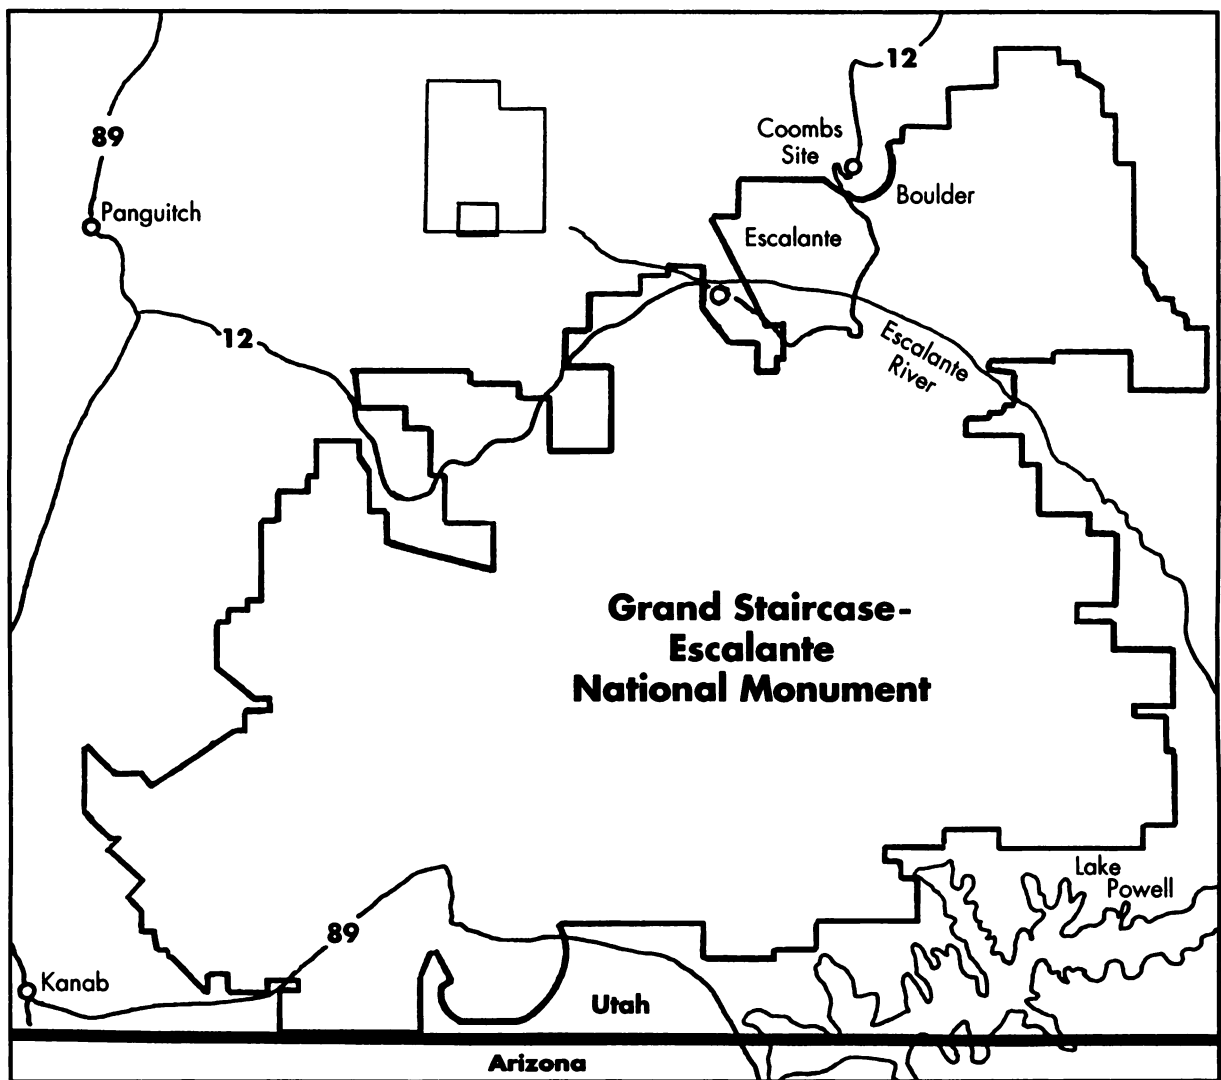 12
89
Coombs
Site
Boulder
Panguitch
Escalante
12
Escalante
River
Grand Staircase-
Escalante
National Monument
Lake
Powell
89
Kanab
Utah
Arizona